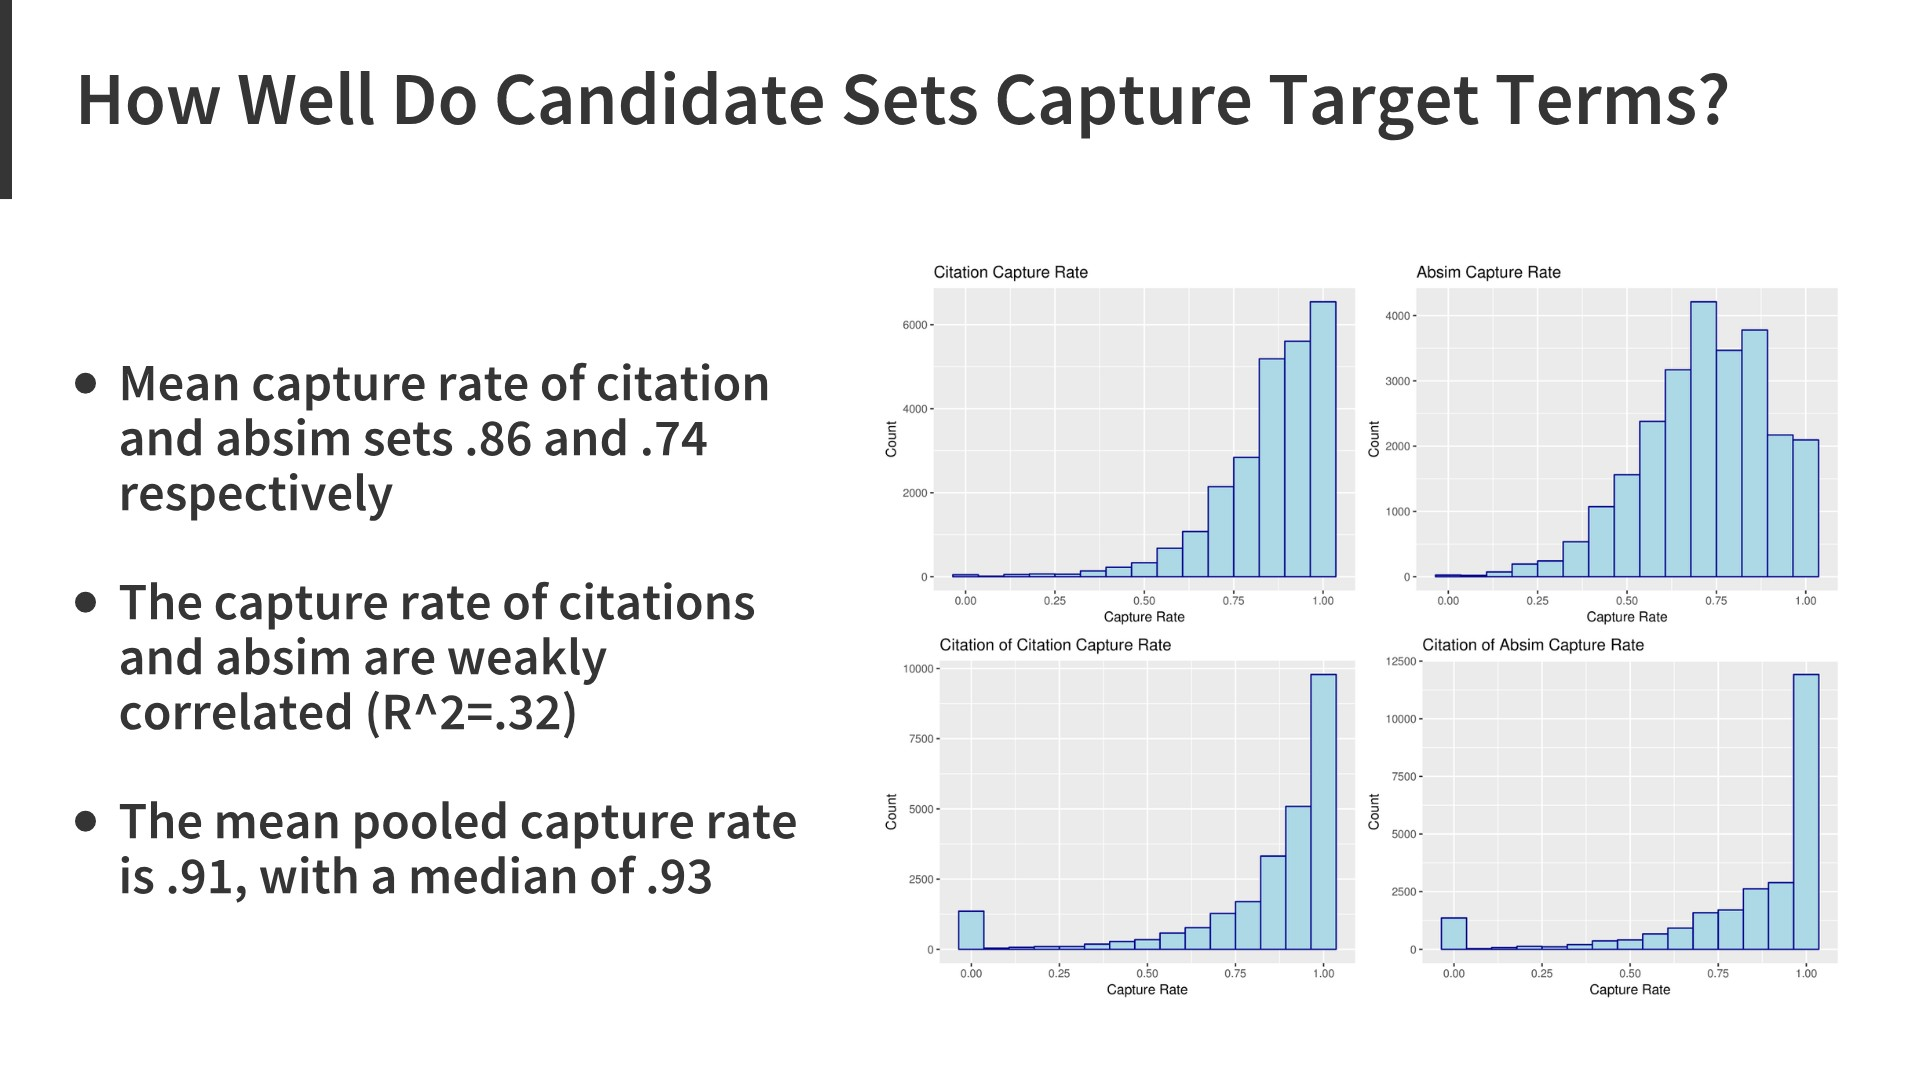 How Well Do Candidate Sets Capture Target Terms?
• Mean capture rate of citation
and absim sets .86 and .74
respectively
• The capture rate of citations
and absim are weakly
correlated (R^2=.32)
• The mean pooled capture rate
is .91, with a median of .93
Citation Capture Rate
6000
4000
2000
0
Count
0.00 0.25 0.50 0.75 1.00
Capture Rate
Absim Capture Rate
4000
3000
2000
1000
0
Count
0.00 0.25 0.50 0.75 1.00
Capture Rate
Citation of Citation Capture Rate
10000
7500
5000
2500
0
Count
0.00 0.25 0.50 0.75 1.00
Capture Rate
Citation of Absim Capture Rate
12500
10000
7500
5000
2500
0
Count
0.00 0.25 0.50 0.75 1.00
Capture Rate